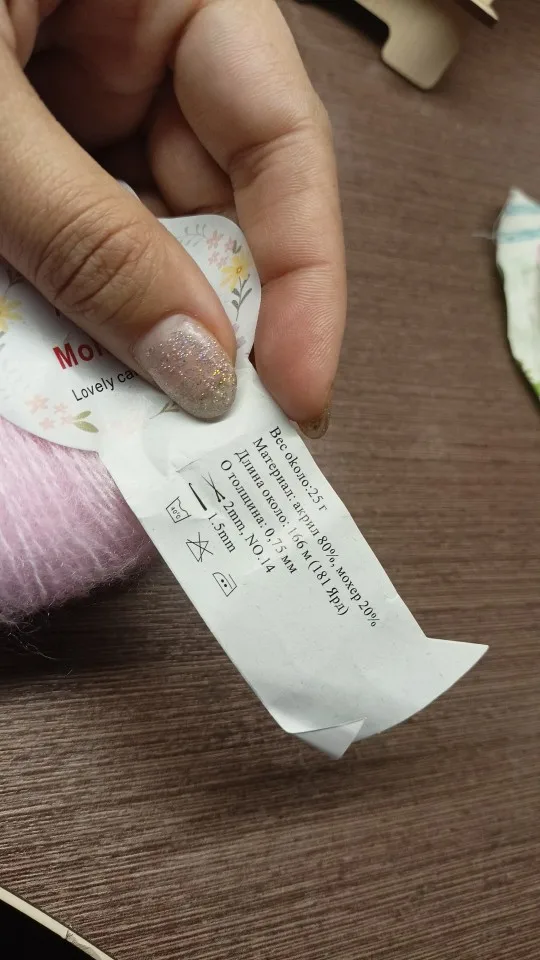 Lovely
Вес около:25 г
Материал: акрил 80%, мохер 20%
Длина около: 166 м (181 Ярд)
О толщина: 0,75 мм
2mm, NO.14
1.5mm